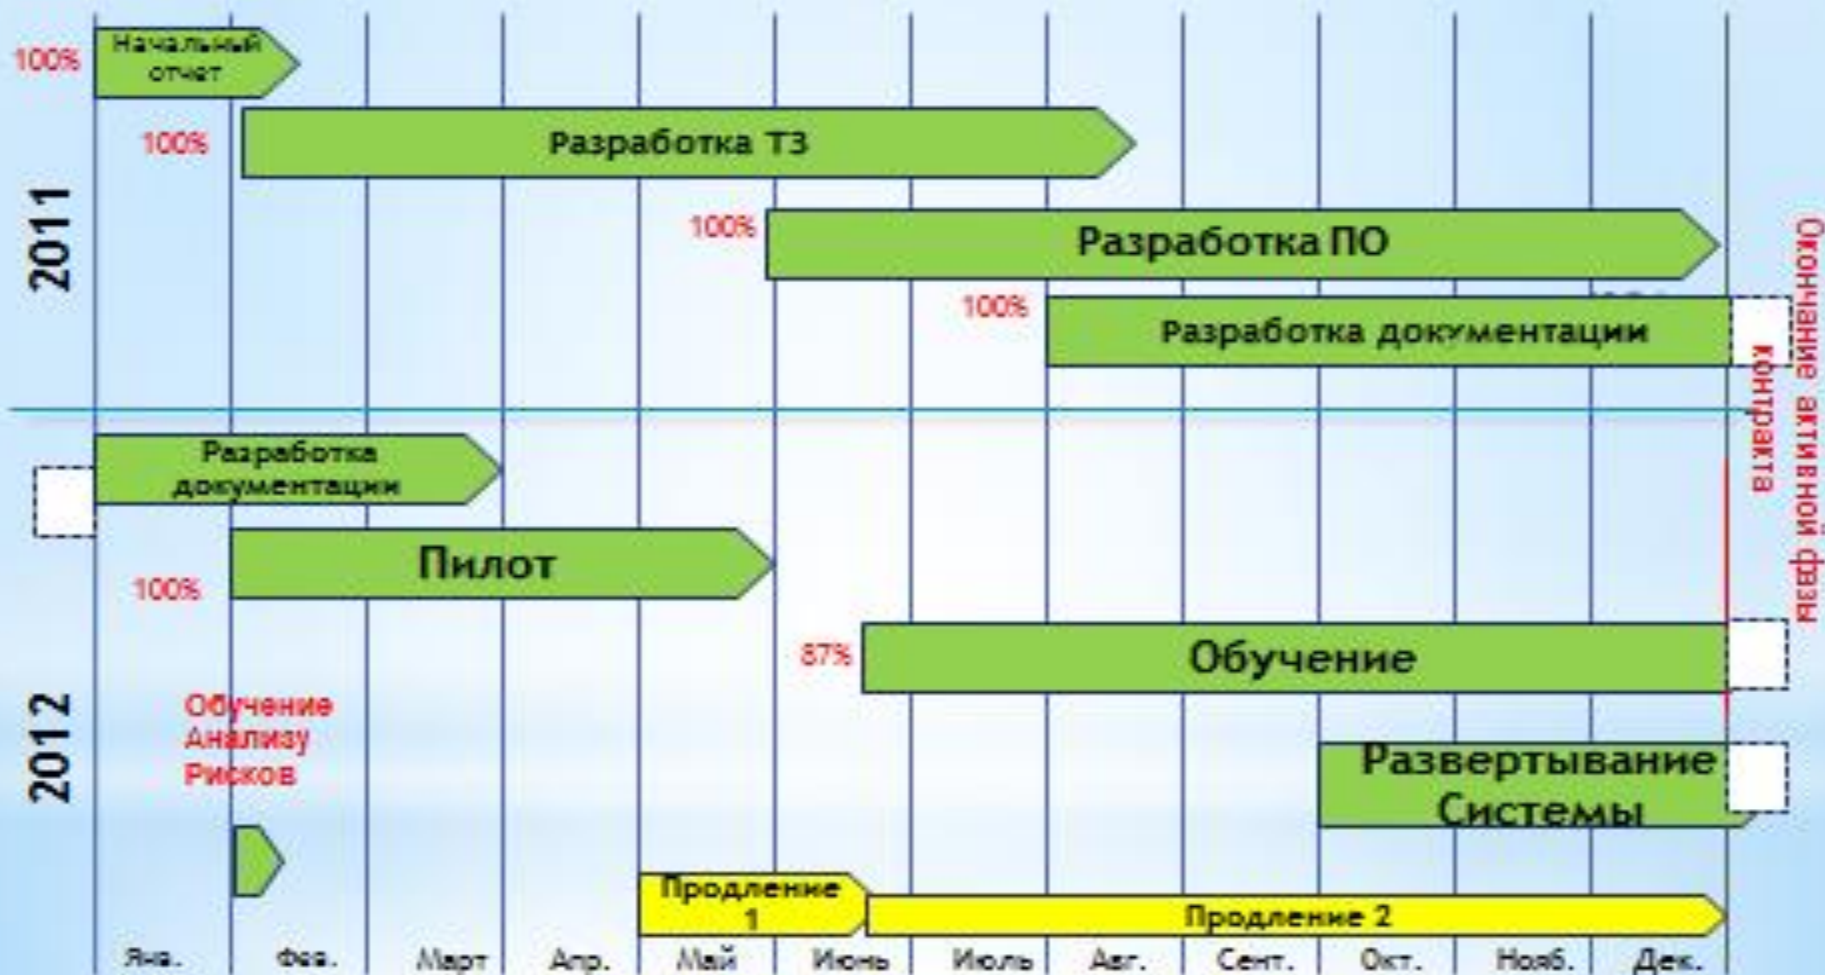 100%
Начальный
отчет
100%
Разработка ТЗ
2011
100%
Разработка ПО
100%
Разработка документации
Окончание активной фазы
контракта
Разработка
документации
100%
Пилот
87%
Обучение
2012
Обучение
Анализу
Рисков
Развертывание
Системы
Продление
1
Продление 2
Янв.
Фев.
Март
Апр.
Май
Июнь
Июль
Авг.
Сент.
Окт.
Нояб.
Дек.